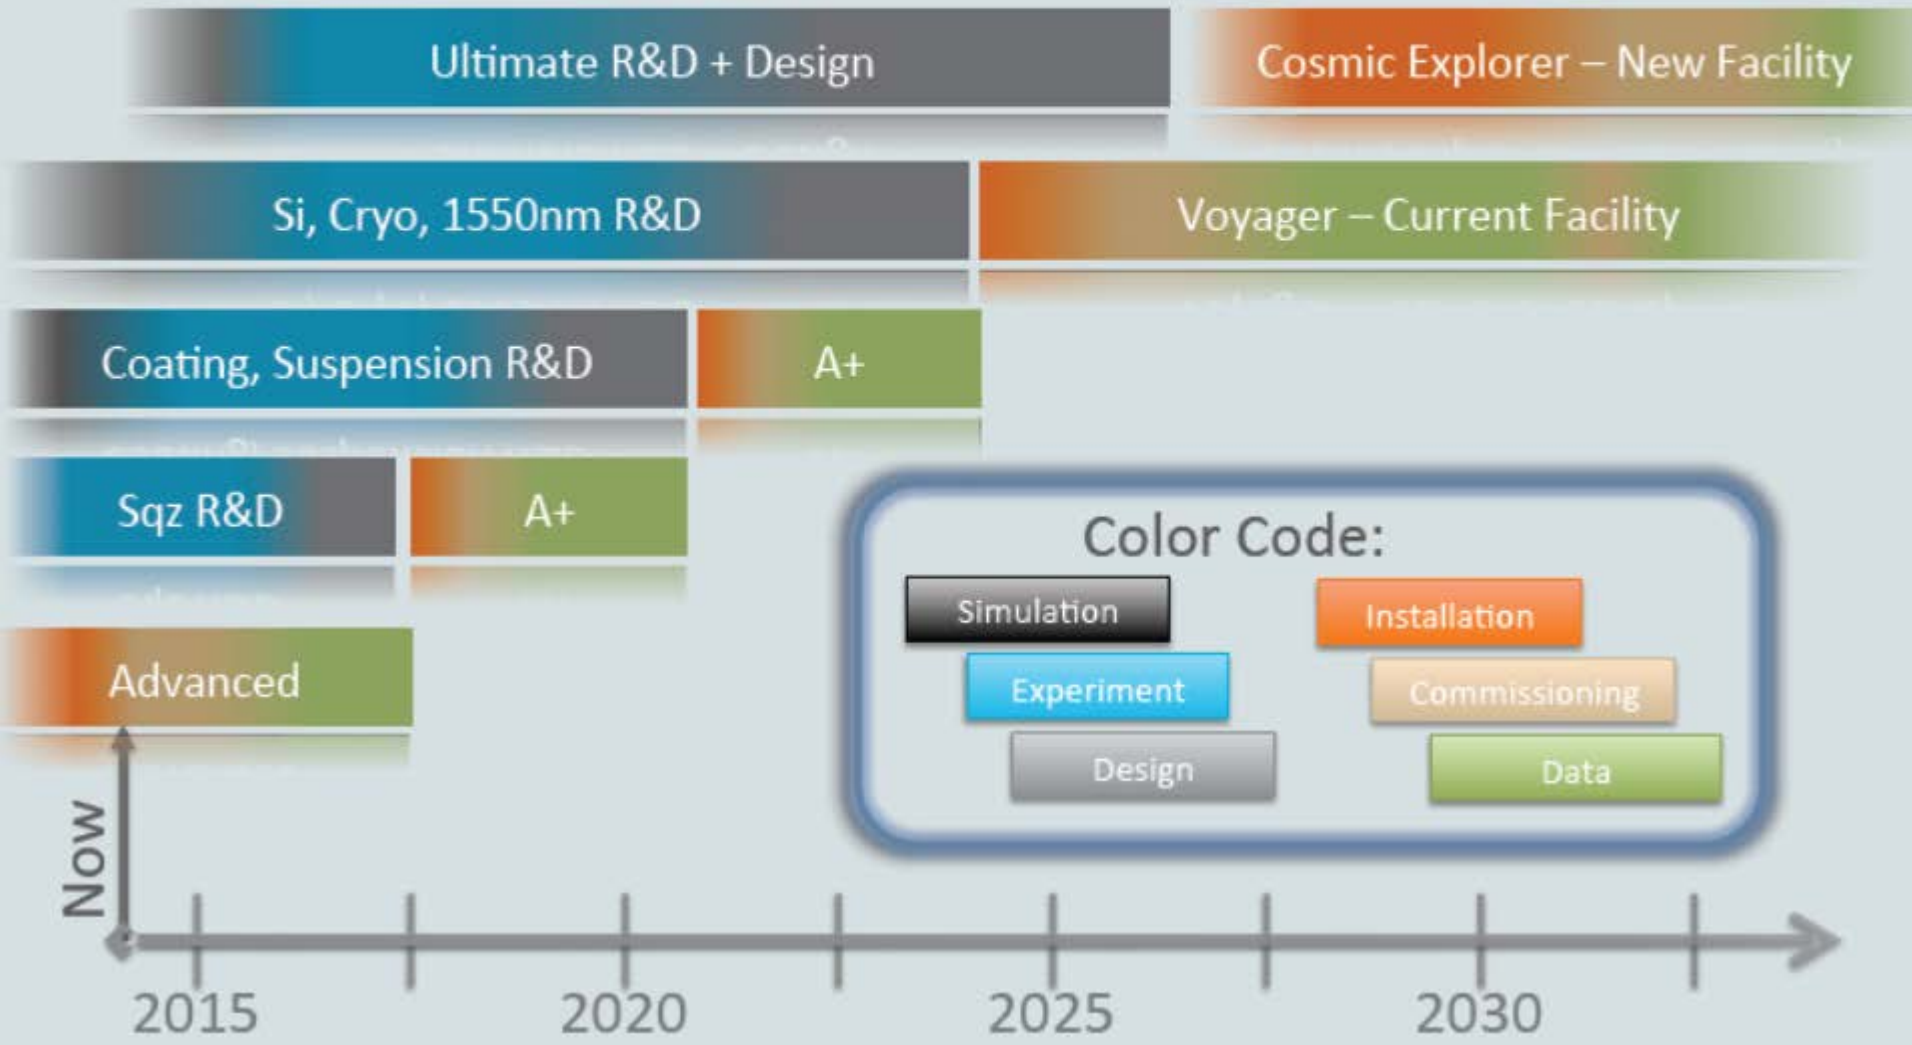 Ultimate R&D + Design
Cosmic Explorer – New Facility
Si, Cryo, 1550nm R&D
Voyager – Current Facility
Coating, Suspension R&D
A+
Sqz R&D
A+
Advanced
Color Code:
Simulation
Installation
Experiment
Commissioning
Design
Data
Now
2015
2020
2025
2030